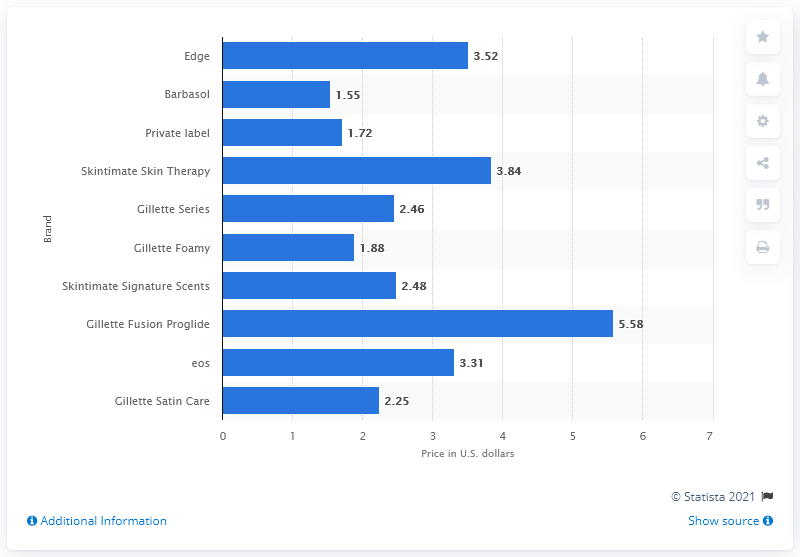 Edge 3.52
Barbasol 1.55
Private label 1.72
Skintimate Skin Therapy 3.84
Gillette Series 2.46
Gillette Foamy 1.88
Skintimate Signature Scents 2.48
Gillette Fusion Proglide 5.58
eos 3.31
Gillette Satin Care 2.25
Brand
0 1 2 3 4 5 6 7
Price in U.S. dollars
© Statista 2021
Additional Information Show source